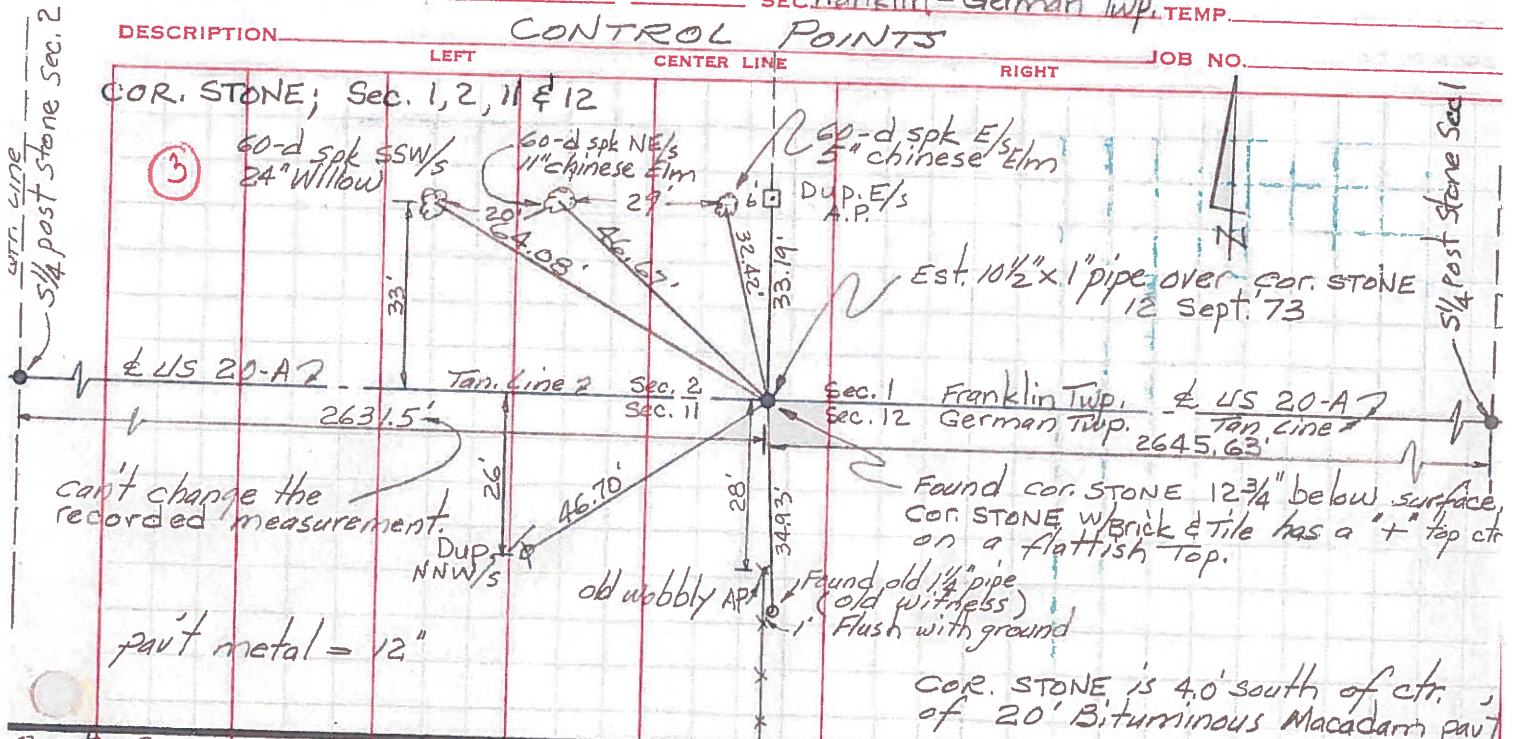 SEC. Franklin - German Twp. TEMP.
DESCRIPTION CONTROL POINTS
LEFT CENTER LINE RIGHT JOB NO.
COR. STONE; Sec. 1, 2, 11 & 12
3
60-d spk SSW/s
24" Willow
60-d spk NE/s
11" chinese Elm
60-d spk E/s
5" chinese Elm
Dup. E/s
A.P.
20'
29'
6'
64.08'
46.67'
32.42'
33.19'
33'
N
S1/4 post stone Sec. 2
S1/4 post stone Sec 1
Est. 10 1/2" x 1" pipe over cor. STONE
12 Sept. '73
℄ US 20-A
Tan. Line
Sec. 2
Sec. 11
Sec. 1 Franklin Twp.
Sec. 12 German Twp.
℄ US 20-A
Tan Line
2631.5'
2645.63'
can't change the
recorded measurement.
26'
46.70'
28'
34.93'
Dup.
NNW/s
Found cor. STONE 12 3/4" below surface,
cor. STONE w/Brick & Tile has a "+" top ctr
on a flattish Top.
old wobbly AP
Found old 1 1/4" pipe
(old witness)
1' Flush with ground
pav't metal = 12"
COR. STONE is 4.0' south of ctr.
of 20' Bituminous Macadam pav't